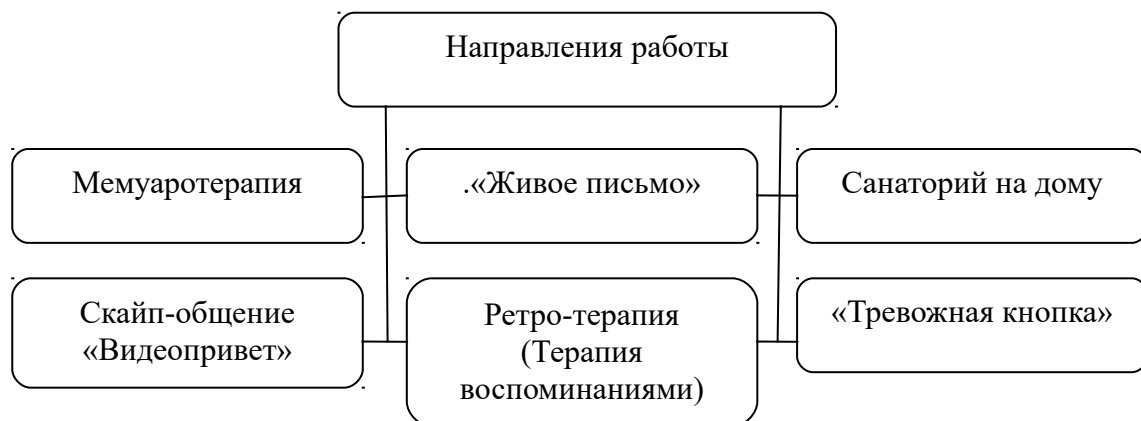 Направления работы
Мемуаротерапия
.«Живое письмо»
Санаторий на дому
Скайп-общение
«Видеопривет»
Ретро-терапия
(Терапия
воспоминаниями)
«Тревожная кнопка»